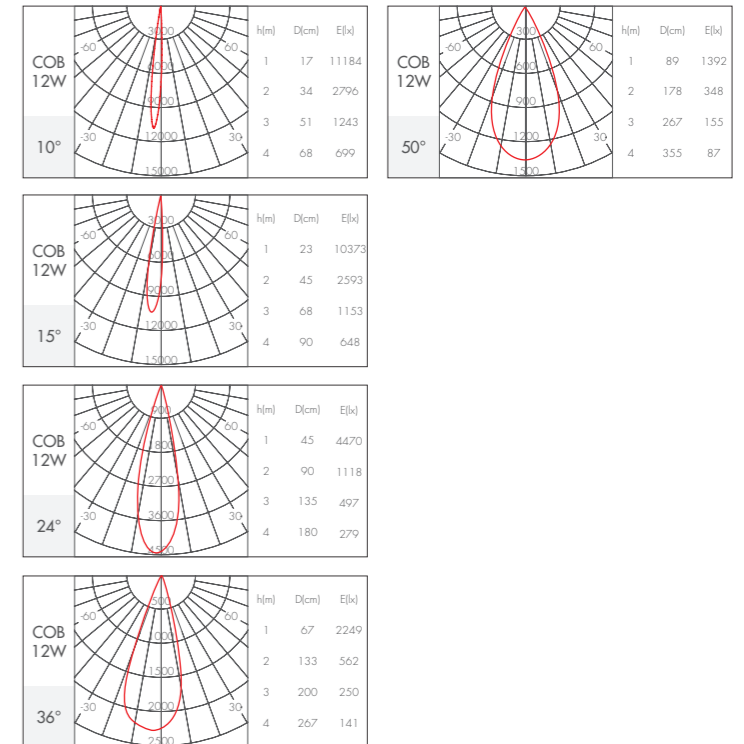 COB
12W
10°
3000
-60
60
6000
9000
-30
12000
30
15000
h(m) D(cm) E(lx)
1 17 11184
2 34 2796
3 51 1243
4 68 699
COB
12W
50°
300
-60
60
600
900
-30
1200
30
1500
h(m) D(cm) E(lx)
1 89 1392
2 178 348
3 267 155
4 355 87
COB
12W
15°
3000
-60
60
6000
9000
-30
12000
30
15000
h(m) D(cm) E(lx)
1 23 10373
2 45 2593
3 68 1153
4 90 648
COB
12W
24°
900
-60
60
1800
2700
-30
3600
30
4500
h(m) D(cm) E(lx)
1 45 4470
2 90 1118
3 135 497
4 180 279
COB
12W
36°
500
-60
60
1000
1500
-30
2000
30
2500
h(m) D(cm) E(lx)
1 67 2249
2 133 562
3 200 250
4 267 141